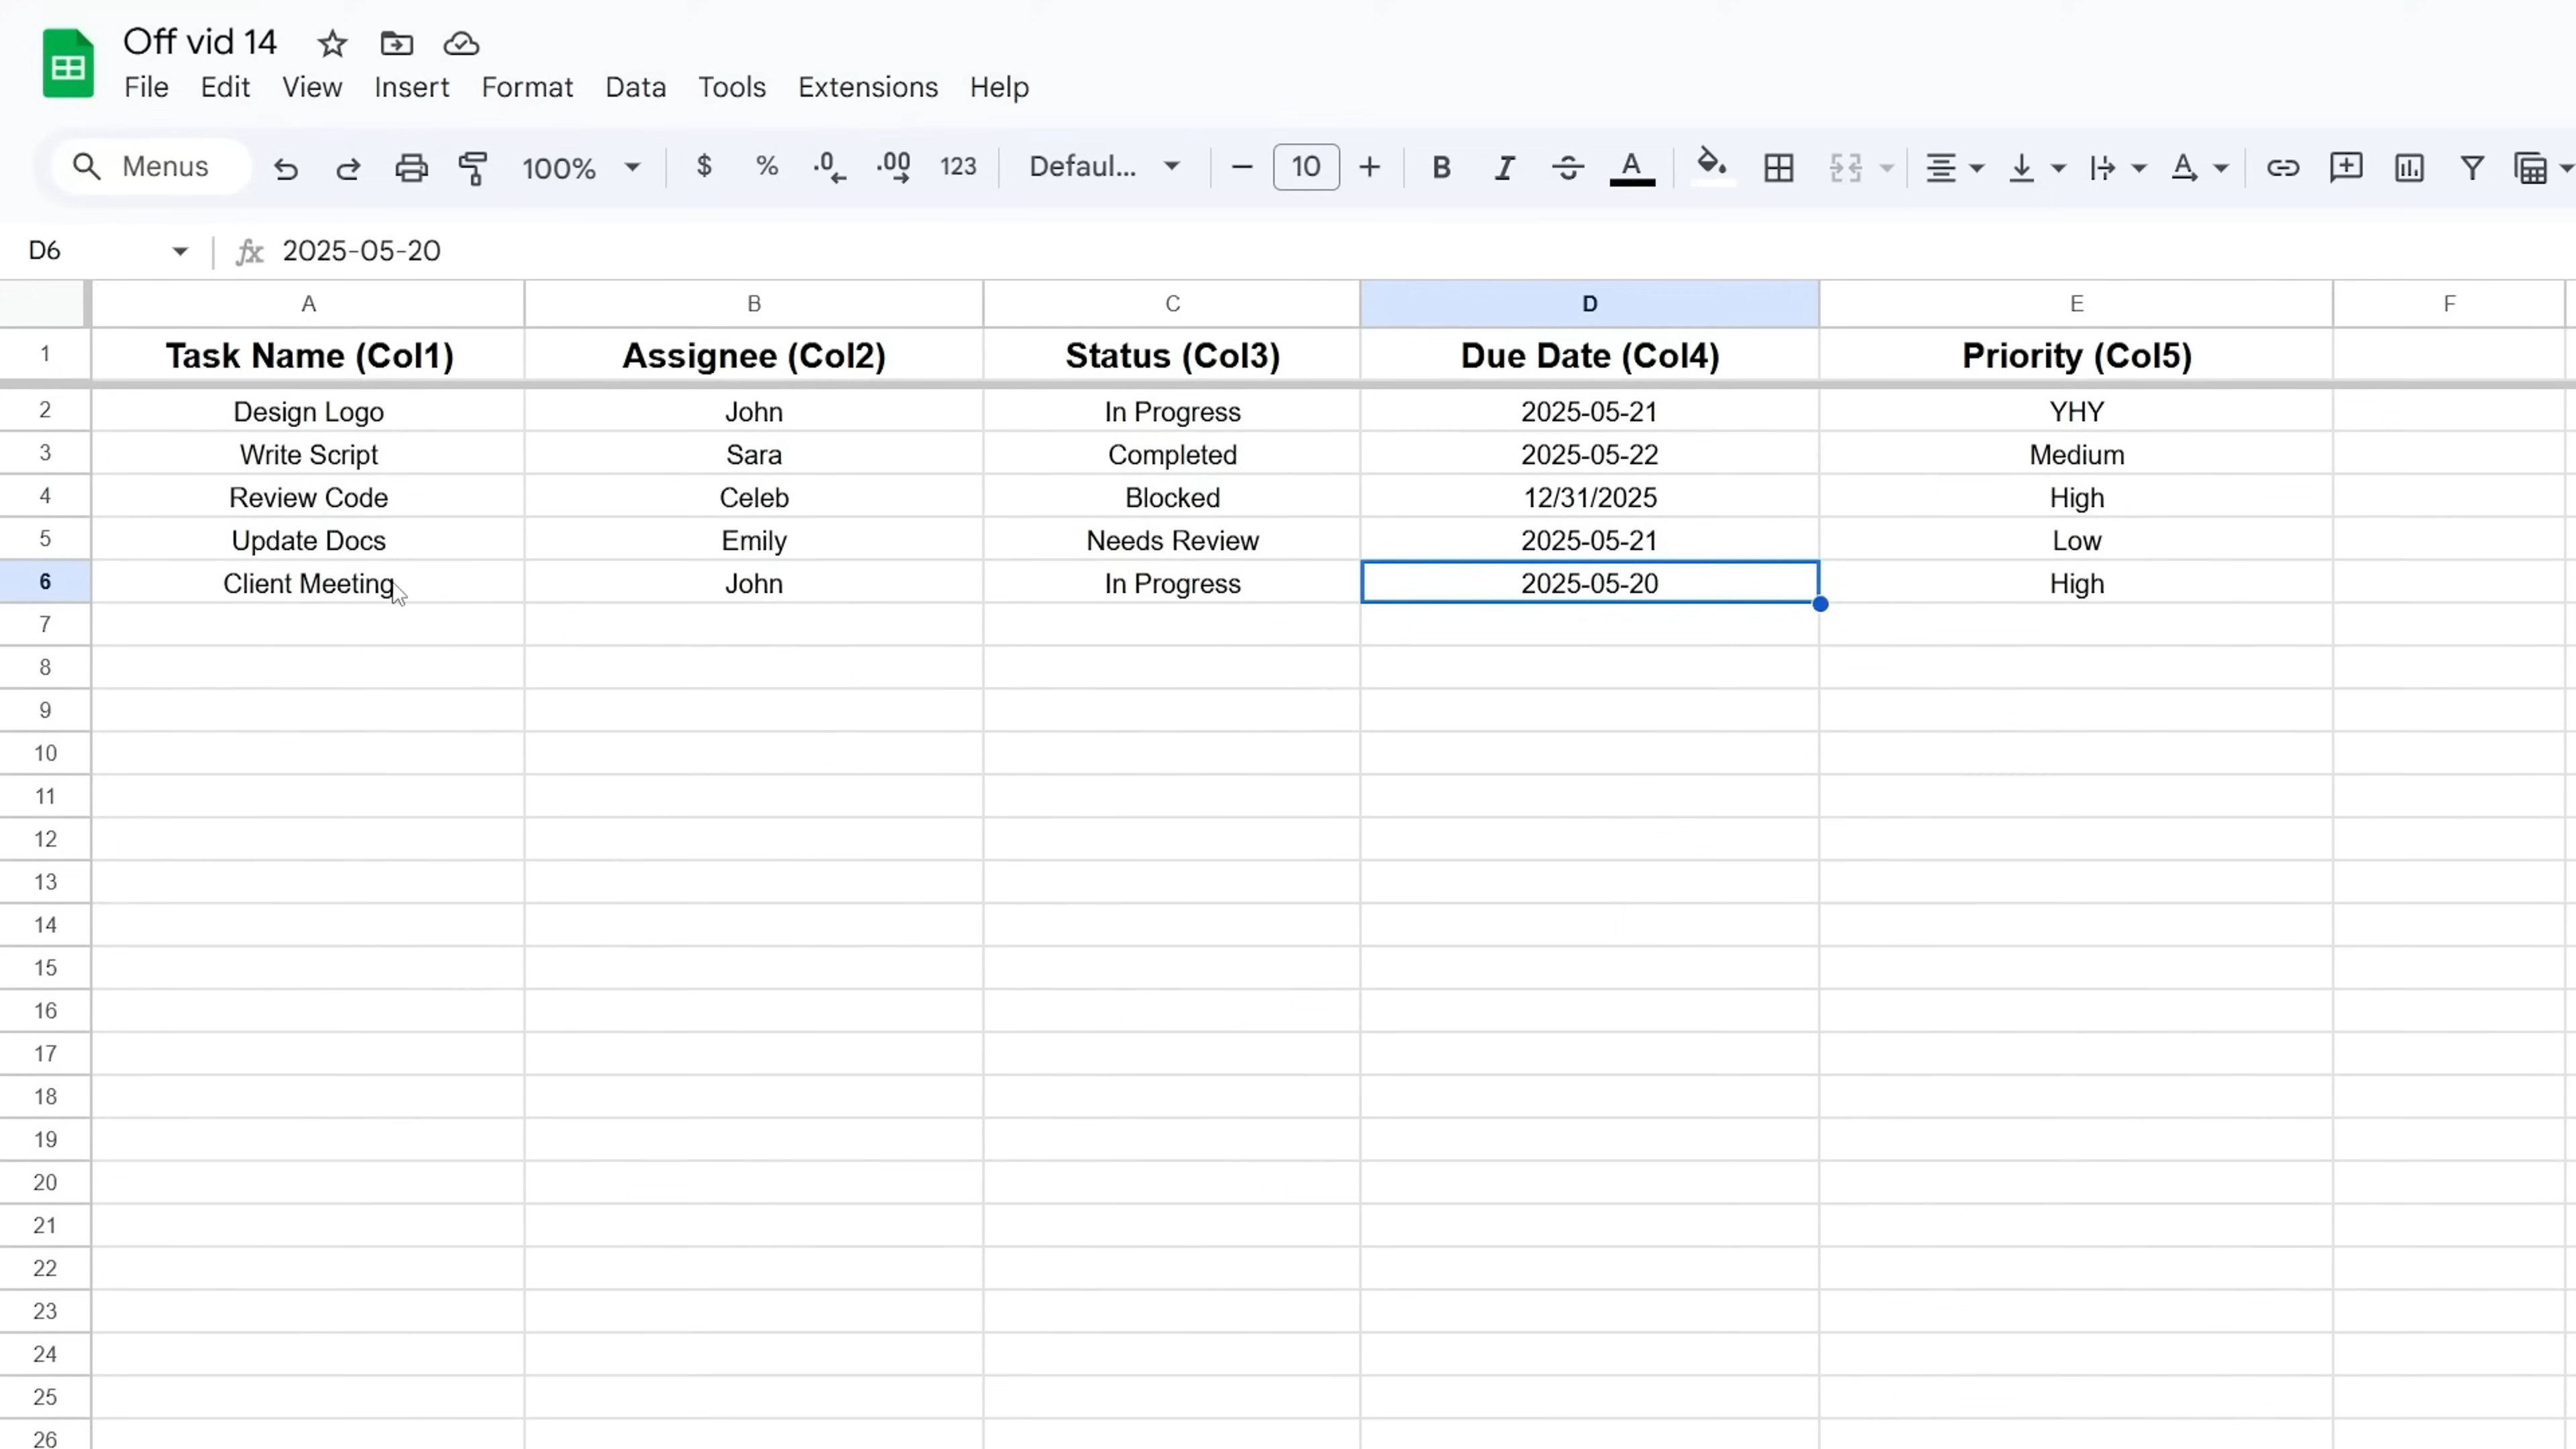 Off vid 14
File Edit View Insert Format Data Tools Extensions Help
Menus 100% $ % .0 .00 123 Defaul... 10 B I S A A
D6 fx 2025-05-20
A B C D E F
1 Task Name (Col1) Assignee (Col2) Status (Col3) Due Date (Col4) Priority (Col5)
2 Design Logo John In Progress 2025-05-21 YHY
3 Write Script Sara Completed 2025-05-22 Medium
4 Review Code Celeb Blocked 12/31/2025 High
5 Update Docs Emily Needs Review 2025-05-21 Low
6 Client Meeting John In Progress 2025-05-20 High
7
8
9
10
11
12
13
14
15
16
17
18
19
20
21
22
23
24
25
26